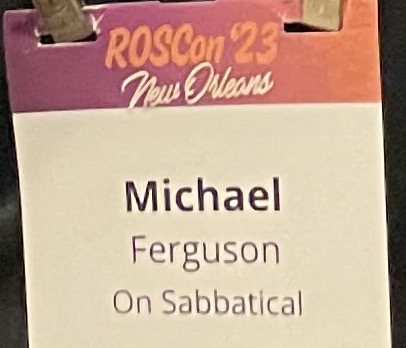 ROSCon '23
New Orleans
Michael
Ferguson
On Sabbatical